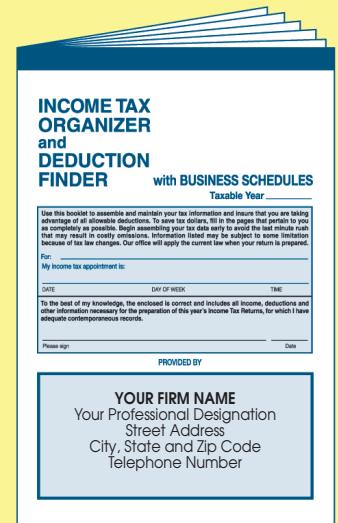 INCOME TAX
ORGANIZER
and
DEDUCTION
FINDER with BUSINESS SCHEDULES
Taxable Year
Use this booklet to assemble and maintain your tax information and insure that you are taking
advantage of all allowable deductions. To save tax dollars, fill in the pages that pertain to you
as completely as possible. Begin assembling your tax data early to avoid the last minute rush
that may result in costly omissions. Information listed may be subject to some limitation
because of tax law changes. Our office will apply the current law when your return is prepared.
For:
My income tax appointment is:
DATE DAY OF WEEK TIME
To the best of my knowledge, the enclosed is correct and includes all income, deductions and
other information necessary for the preparation of this year's Income Tax Returns, for which I have
adequate contemporaneous records.
Please sign Date
PROVIDED BY
YOUR FIRM NAME
Your Professional Designation
Street Address
City, State and Zip Code
Telephone Number